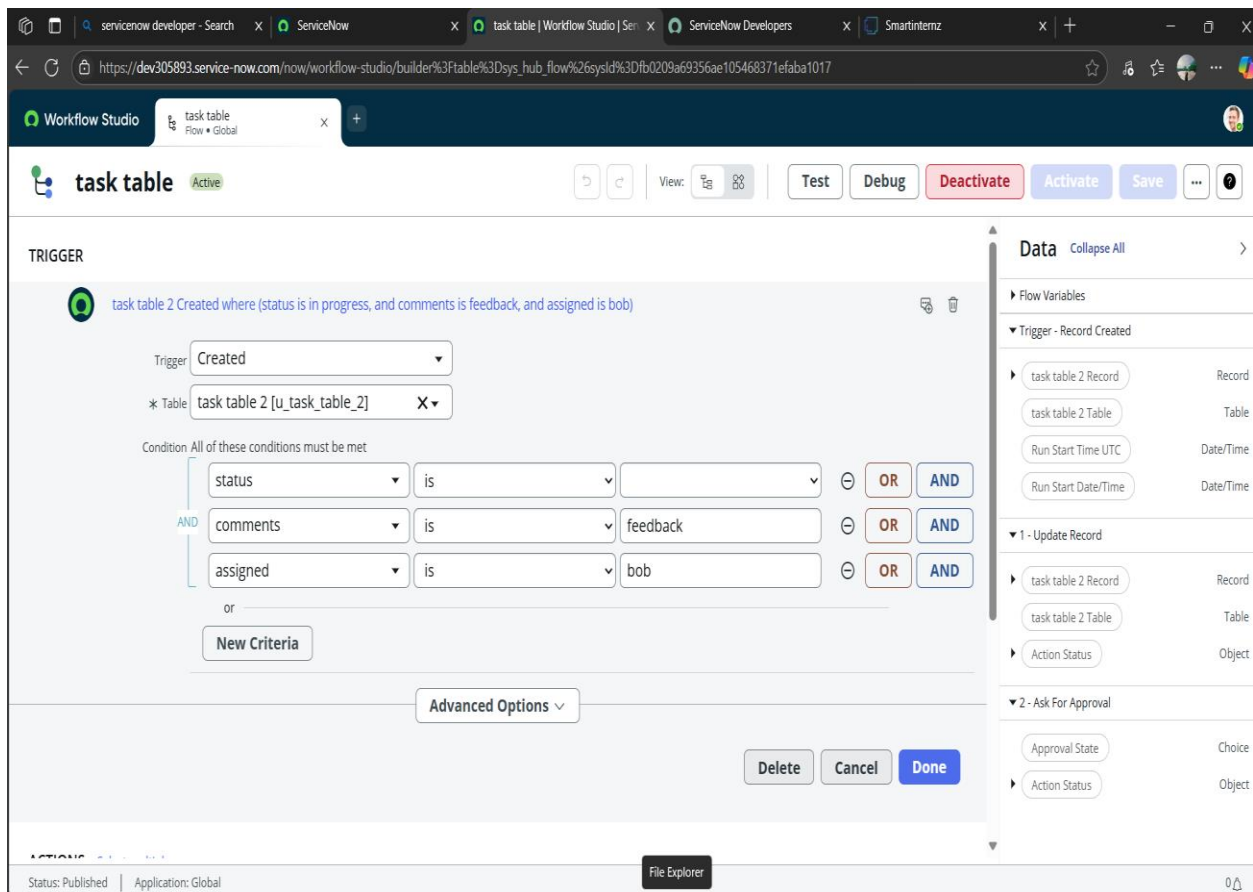 servicenow developer - Search X ServiceNow X task table | Workflow Studio | Ser X ServiceNow Developers X Smartinternz X
https://dev305893.service-now.com/now/workflow-studio/builder%3Ftable%3Dsys_hub_flow%26sysId%3Dfb0209a69356ae105468371efaba1017
Workflow Studio task table X +
Flow • Global
task table Active View: Test Debug Deactivate Activate Save ... ?
TRIGGER
task table 2 Created where (status is in progress, and comments is feedback, and assigned is bob)
Trigger Created
* Table task table 2 [u_task_table_2] X
Condition All of these conditions must be met
status is OR AND
AND comments is feedback OR AND
assigned is bob OR AND
or
New Criteria
Advanced Options
Delete Cancel Done
Data Collapse All
Flow Variables
Trigger - Record Created
task table 2 Record Record
task table 2 Table Table
Run Start Time UTC Date/Time
Run Start Date/Time Date/Time
1 - Update Record
task table 2 Record Record
task table 2 Table Table
Action Status Object
2 - Ask For Approval
Approval State Choice
Action Status Object
ACTIONS
Status: Published | Application: Global
File Explorer
0